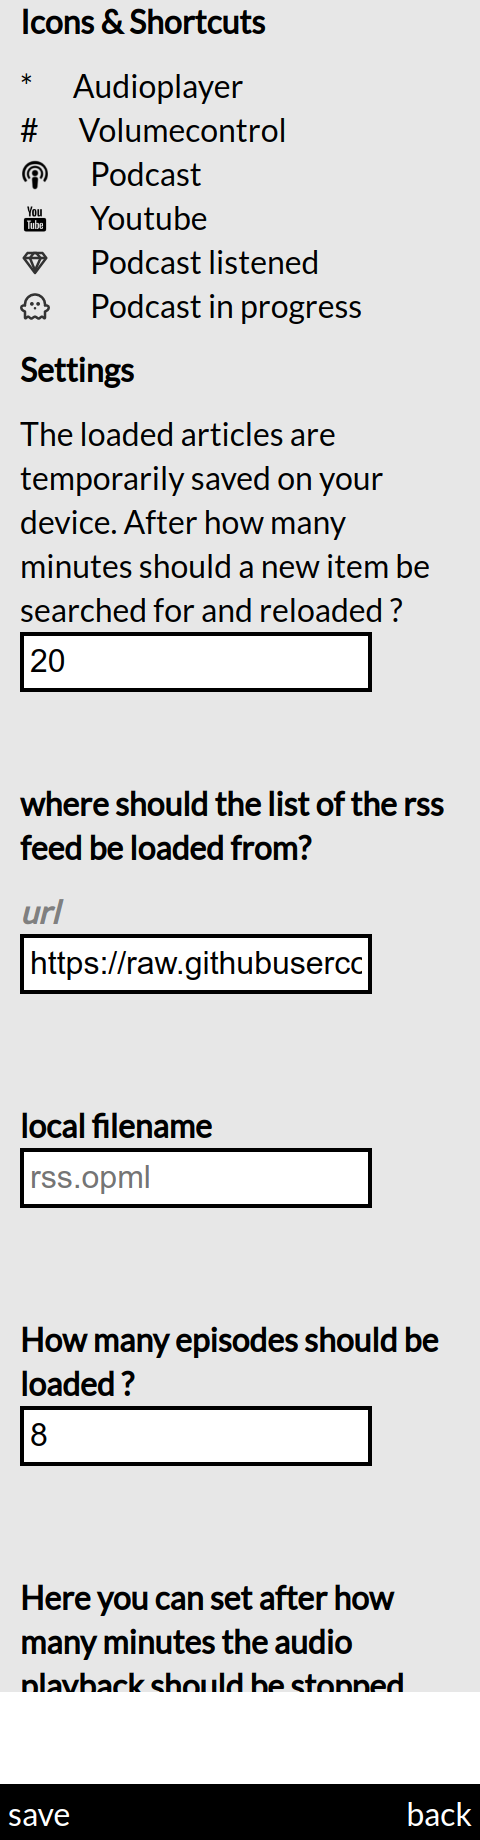 Icons & Shortcuts
* Audioplayer
# Volumecontrol
Podcast
You Tube Youtube
Podcast listened
Podcast in progress
Settings
The loaded articles are
temporarily saved on your
device. After how many
minutes should a new item be
searched for and reloaded ?
20
where should the list of the rss
feed be loaded from?
url
https://raw.githubuserco
local filename
rss.opml
How many episodes should be
loaded ?
8
Here you can set after how
many minutes the audio
playback should be stopped
save back